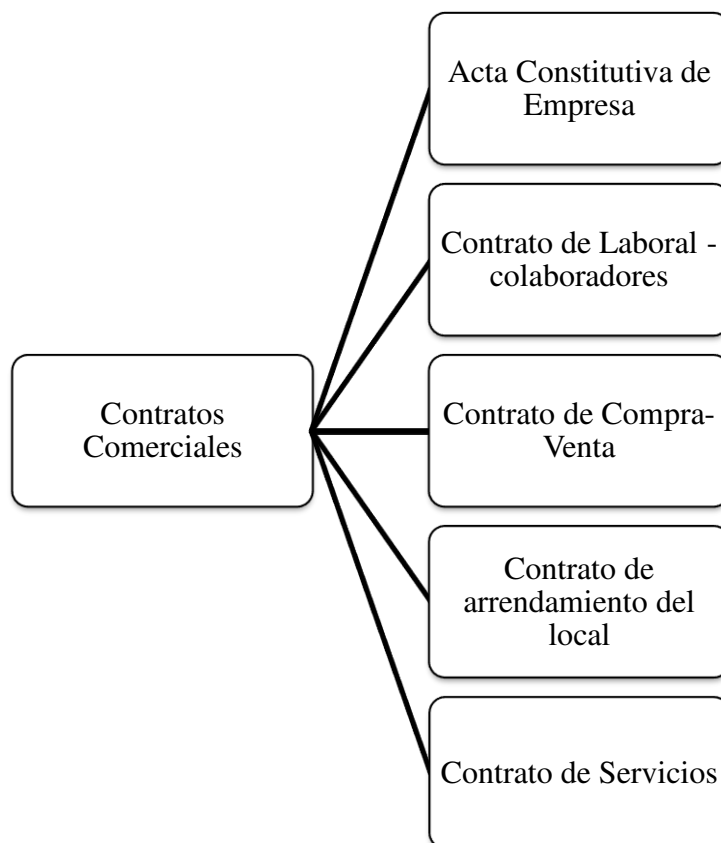 Acta Constitutiva de
Empresa
Contrato de Laboral -
colaboradores
Contratos
Comerciales
Contrato de Compra-
Venta
Contrato de
arrendamiento del
local
Contrato de Servicios